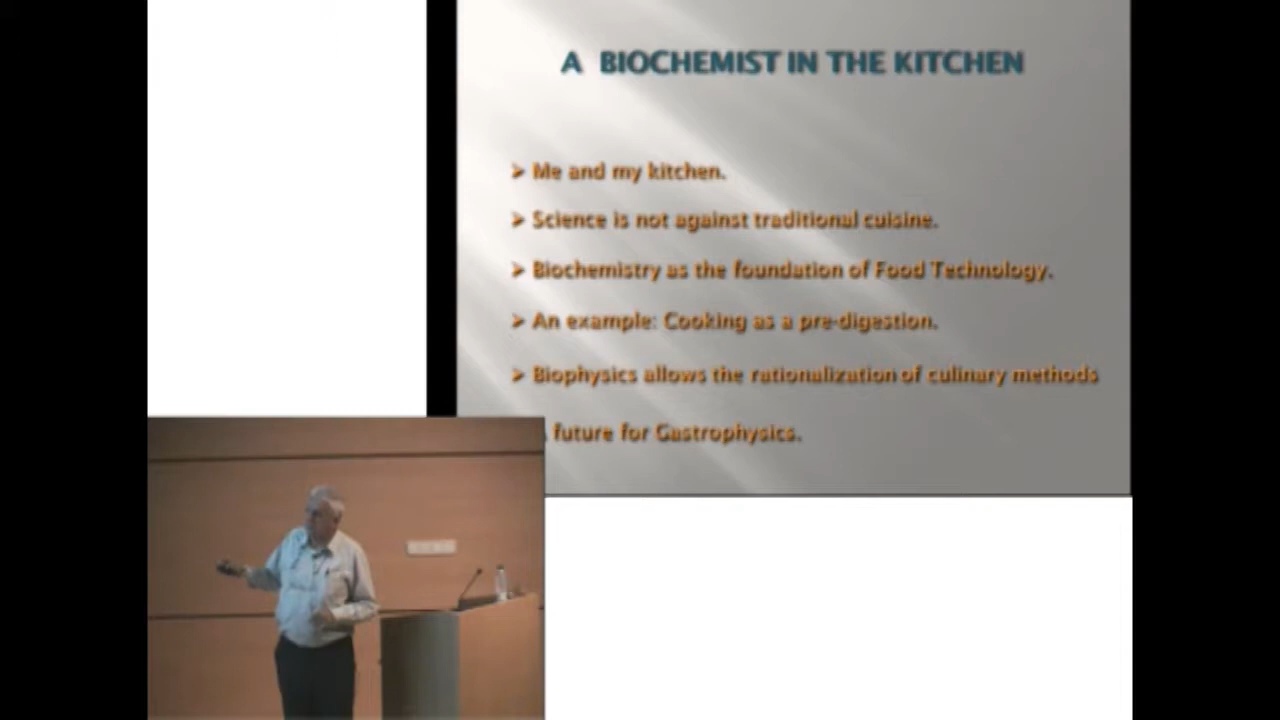 A BIOCHEMIST IN THE KITCHEN
➢ Me and my kitchen.
➢ Science is not against traditional cuisine.
➢ Biochemistry as the foundation of Food Technology.
➢ An example: Cooking as a pre-digestion.
➢ Biophysics allows the rationalization of culinary methods
future for Gastrophysics.